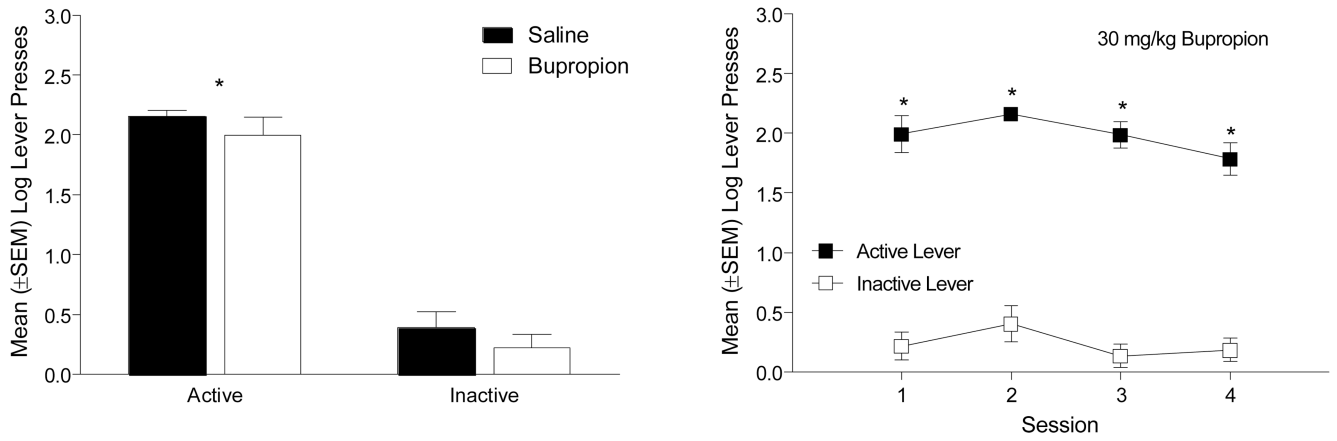 Mean (±SEM) Log Lever Presses
3.0
2.5
2.0
1.5
1.0
0.5
0.0
Saline
Bupropion
*
Active
Inactive
Mean (±SEM) Log Lever Presses
3.0
2.5
2.0
1.5
1.0
0.5
0.0
30 mg/kg Bupropion
* * * *
Active Lever
Inactive Lever
1 2 3 4
Session